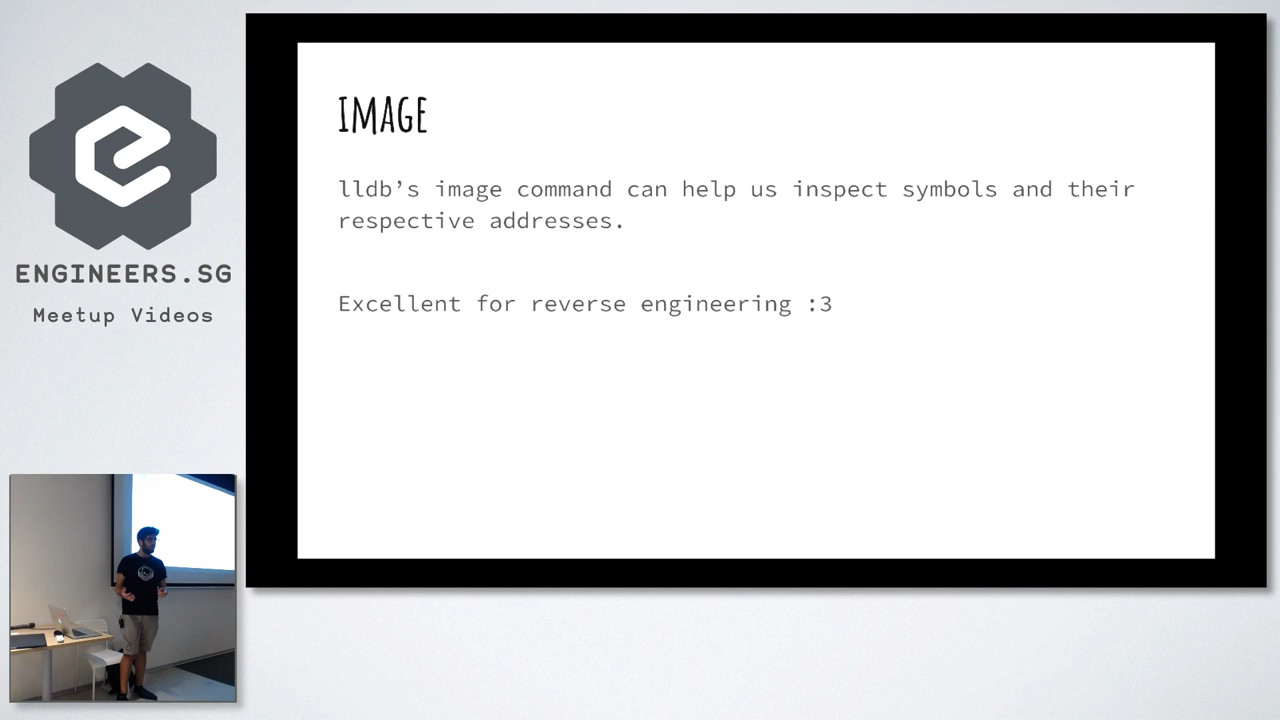 ENGINEERS.SG
Meetup Videos
IMAGE
lldb’s image command can help us inspect symbols and their
respective addresses.
Excellent for reverse engineering :3